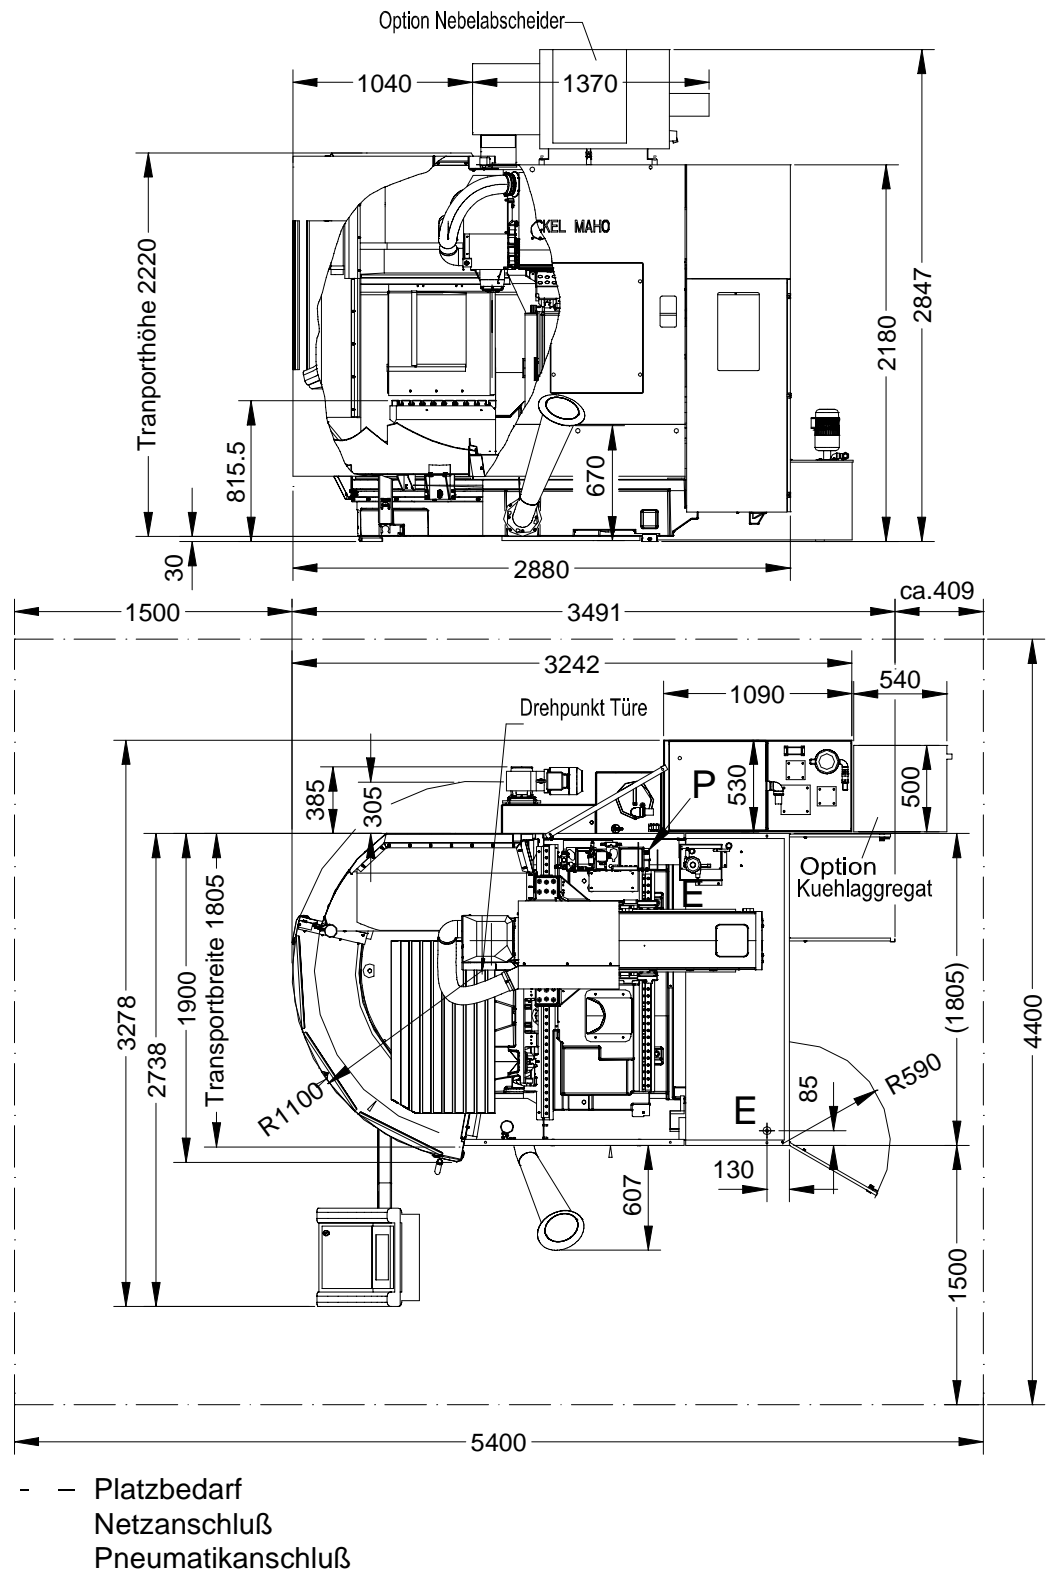 Option Nebelabscheider
1040
1370
CKEL MAHO
Tranporthöhe 2220
2847
2180
815.5
670
30
2880
1500
3491
ca.409
3242
540
1090
Drehpunkt Türe
385
305
P
530
500
Option
Kuehlaggregat
E
3278
2738
1900
Transportbreite 1805
(1805)
4400
R1100
85
R590
E
130
607
1500
5400
Platzbedarf
Netzanschluß
Pneumatikanschluß